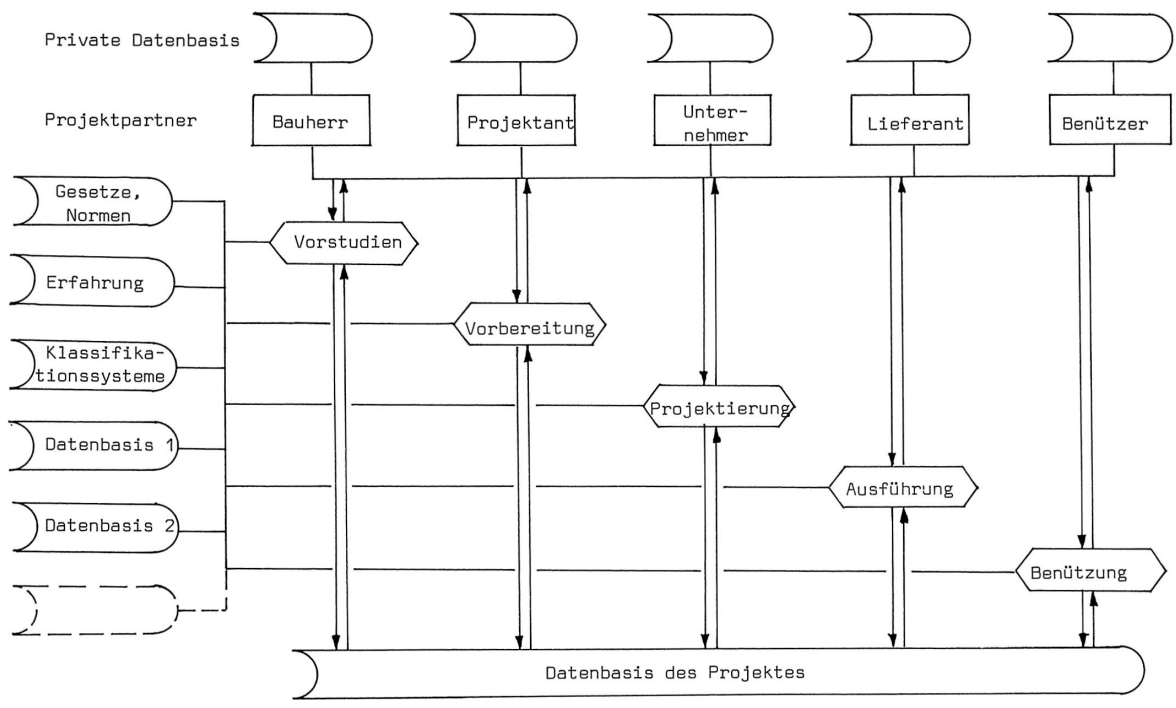 Private Datenbasis
Projektpartner
Bauherr
Projektant
Unter-
nehmer
Lieferant
Benützer
Gesetze,
Normen
Vorstudien
Erfahrung
Vorbereitung
Klassifika-
tionssysteme
Projektierung
Datenbasis 1
Ausführung
Datenbasis 2
Benützung
Datenbasis des Projektes